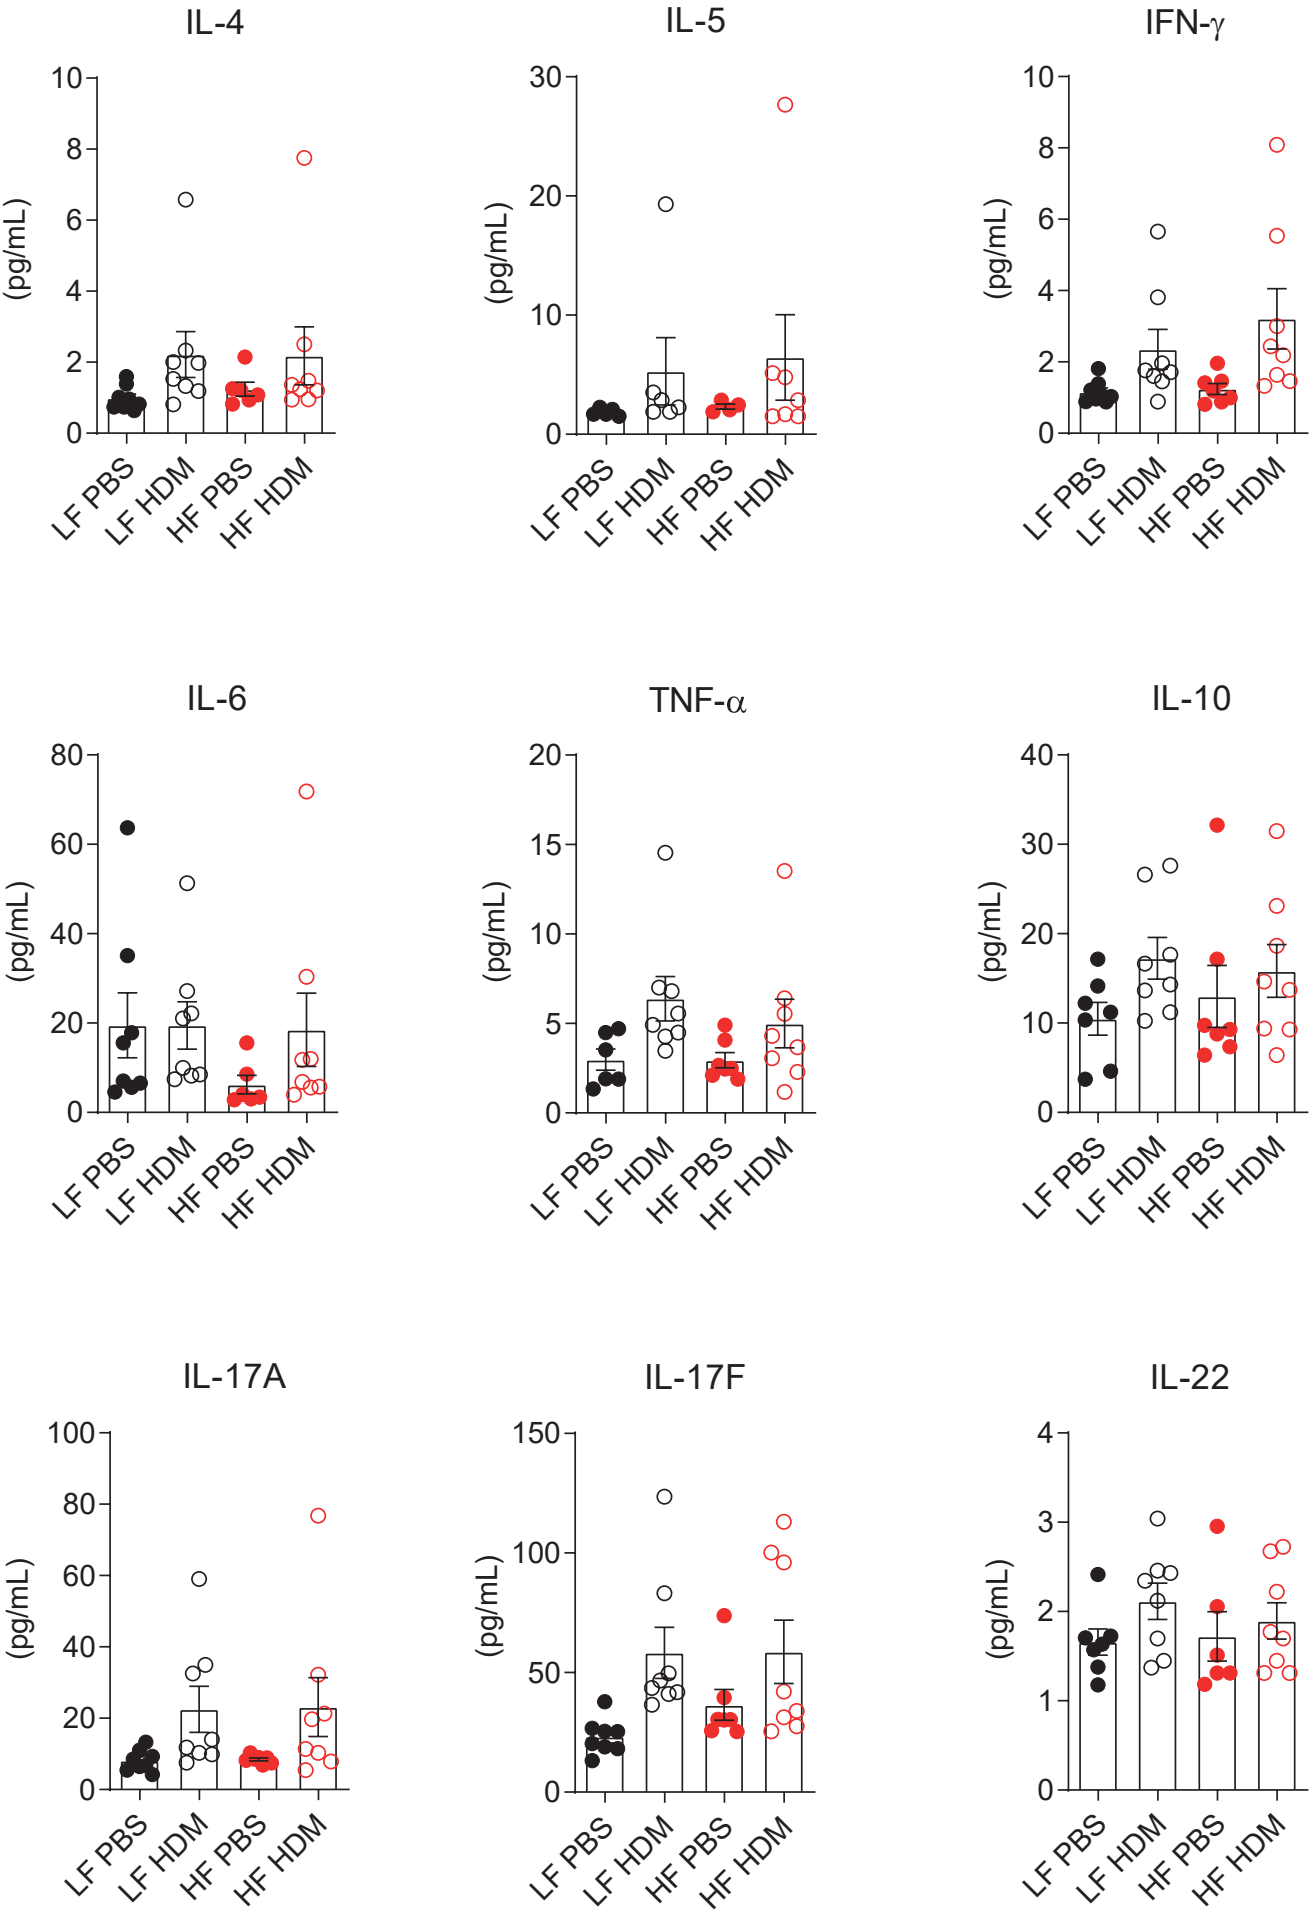 IL-4
10
8
6
4
2
0
(pg/mL)
LF PBS
LF HDM
HF PBS
HF HDM
IL-5
30
20
10
0
(pg/mL)
LF PBS
LF HDM
HF PBS
HF HDM
IFN-γ
10
8
6
4
2
0
(pg/mL)
LF PBS
LF HDM
HF PBS
HF HDM
IL-6
80
60
40
20
0
(pg/mL)
LF PBS
LF HDM
HF PBS
HF HDM
TNF-α
20
15
10
5
0
(pg/mL)
LF PBS
LF HDM
HF PBS
HF HDM
IL-10
40
30
20
10
0
(pg/mL)
LF PBS
LF HDM
HF PBS
HF HDM
IL-17A
100
80
60
40
20
0
(pg/mL)
LF PBS
LF HDM
HF PBS
HF HDM
IL-17F
150
100
50
0
(pg/mL)
LF PBS
LF HDM
HF PBS
HF HDM
IL-22
4
3
2
1
0
(pg/mL)
LF PBS
LF HDM
HF PBS
HF HDM